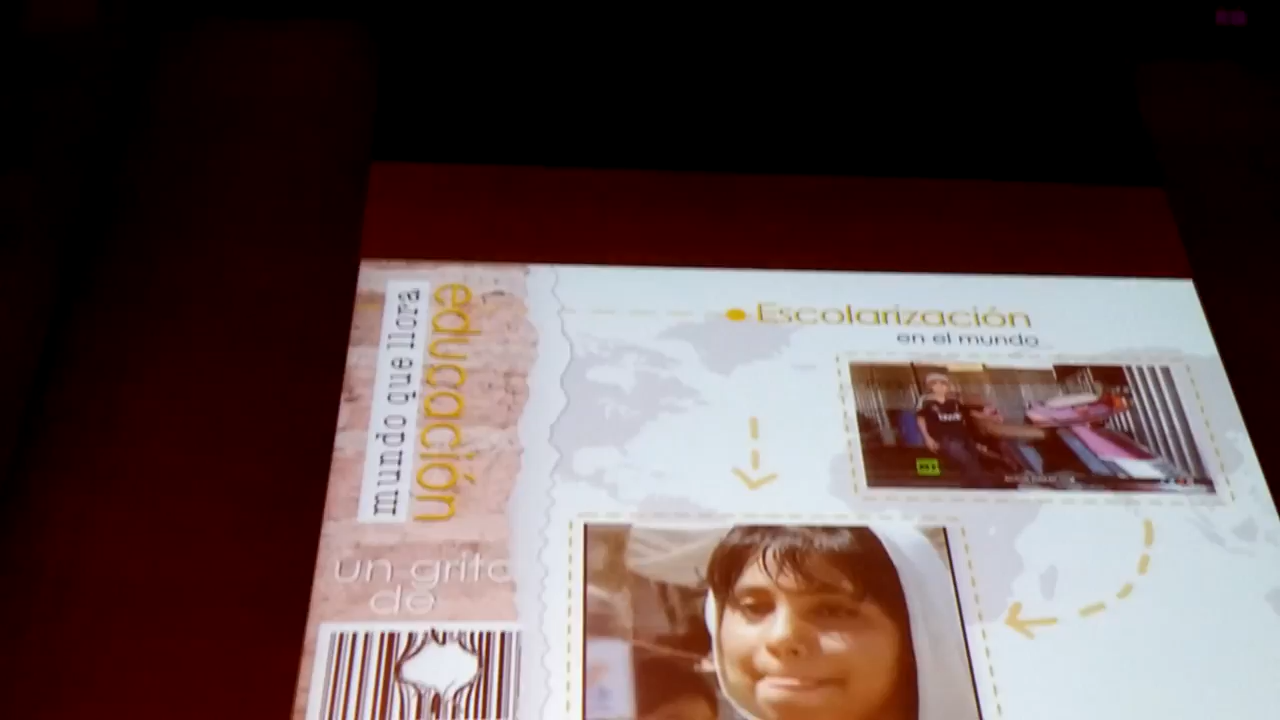 educación
mundo que llora
un grito
de
Escolarización
en el mundo